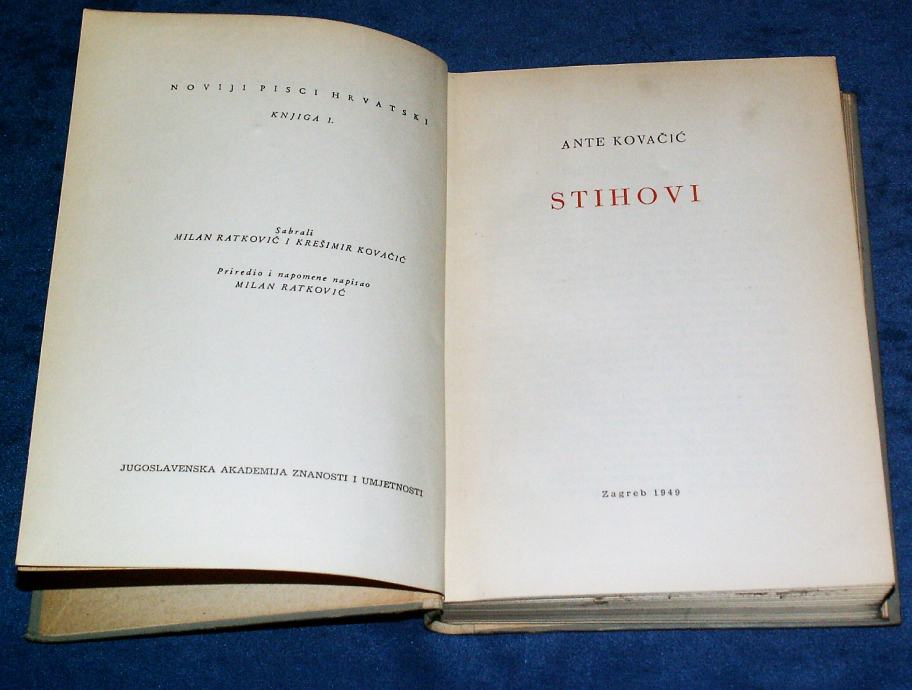 NOVIJI PISCI HRVATSKI
KNJIGA 1.
Sabrali
MILAN RATKOVIĆ I KREŠIMIR KOVAČIĆ
Priredio i napomene napisao
MILAN RATKOVIĆ
JUGOSLAVENSKA AKADEMIJA ZNANOSTI I UMJETNOSTI
ANTE KOVAČIĆ
STIHOVI
Zagreb 1949